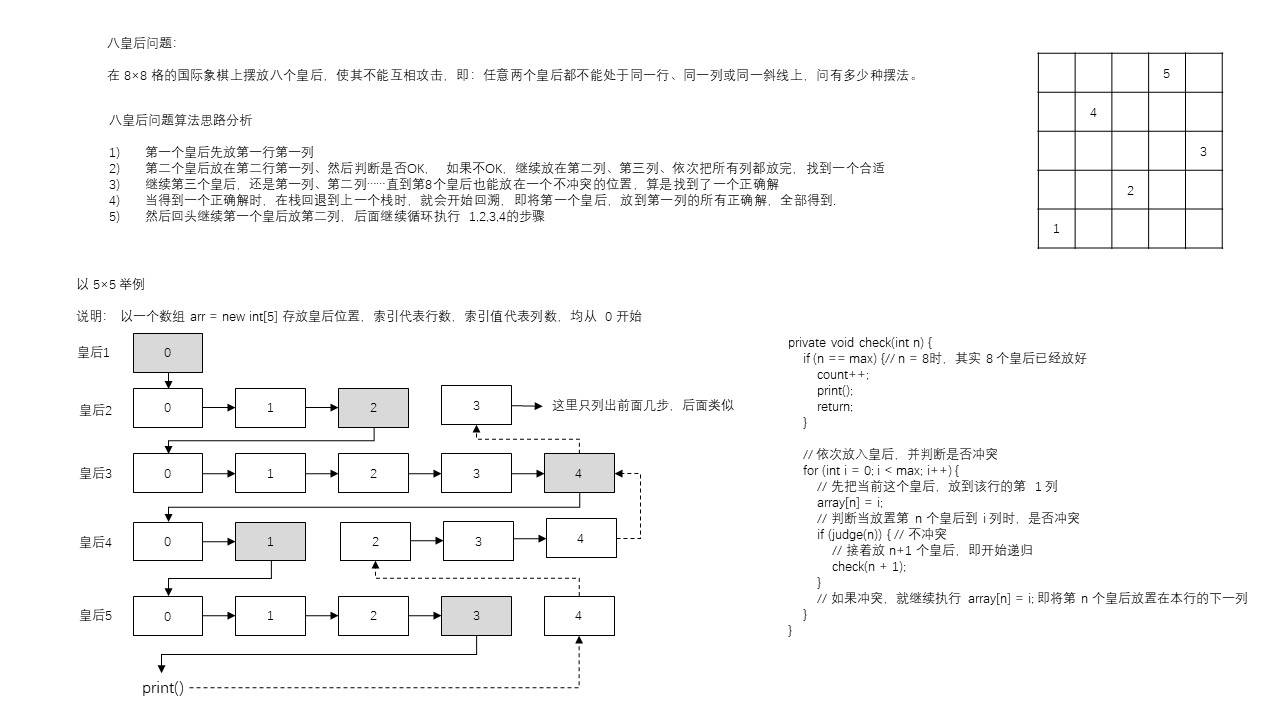 八皇后问题:
在 8×8 格的国际象棋上摆放八个皇后，使其不能互相攻击，即：任意两个皇后都不能处于同一行、同一列或同一斜线上，问有多少种摆法。
八皇后问题算法思路分析
1) 第一个皇后先放第一行第一列
2) 第二个皇后放在第二行第一列、然后判断是否OK， 如果不OK，继续放在第二列、第三列、依次把所有列都放完，找到一个合适
3) 继续第三个皇后，还是第一列、第二列……直到第8个皇后也能放在一个不冲突的位置，算是找到了一个正确解
4) 当得到一个正确解时，在栈回退到上一个栈时，就会开始回溯，即将第一个皇后，放到第一列的所有正确解，全部得到.
5) 然后回头继续第一个皇后放第二列，后面继续循环执行 1,2,3,4的步骤
5
4
3
2
1
以 5×5 举例
说明： 以一个数组 arr = new int[5] 存放皇后位置，索引代表行数，索引值代表列数，均从 0 开始
皇后1 0
皇后2 0 1 2 3 这里只列出前面几步，后面类似
皇后3 0 1 2 3 4
皇后4 0 1 2 3 4
皇后5 0 1 2 3 4
print()
private void check(int n) {
if (n == max) {// n = 8时，其实 8 个皇后已经放好
count++;
print();
return;
}
// 依次放入皇后，并判断是否冲突
for (int i = 0; i < max; i++) {
// 先把当前这个皇后，放到该行的第 1 列
array[n] = i;
// 判断当放置第 n 个皇后到 i 列时，是否冲突
if (judge(n)) { // 不冲突
// 接着放 n+1 个皇后，即开始递归
check(n + 1);
}
// 如果冲突，就继续执行 array[n] = i; 即将第 n 个皇后放置在本行的下一列
}
}